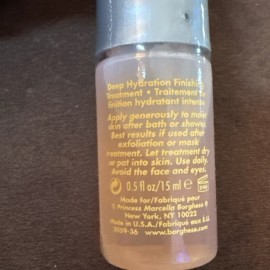 Deep Hydration Finishing
Treatment • Traitement de
finition hydratant intense
Apply generously to moist
skin after bath or shower.
Best results if used after
exfoliation or mask
treatment. Let treatment dry
or pat into skin. Use daily.
Avoid the face and eyes.
0.5 fl oz/15 ml e
Made for/Fabriqué pour
Princess Marcella Borghese ®
New York, NY 10022
Made in U.S.A./Fabriqué aux É.U.
www.borghese.com